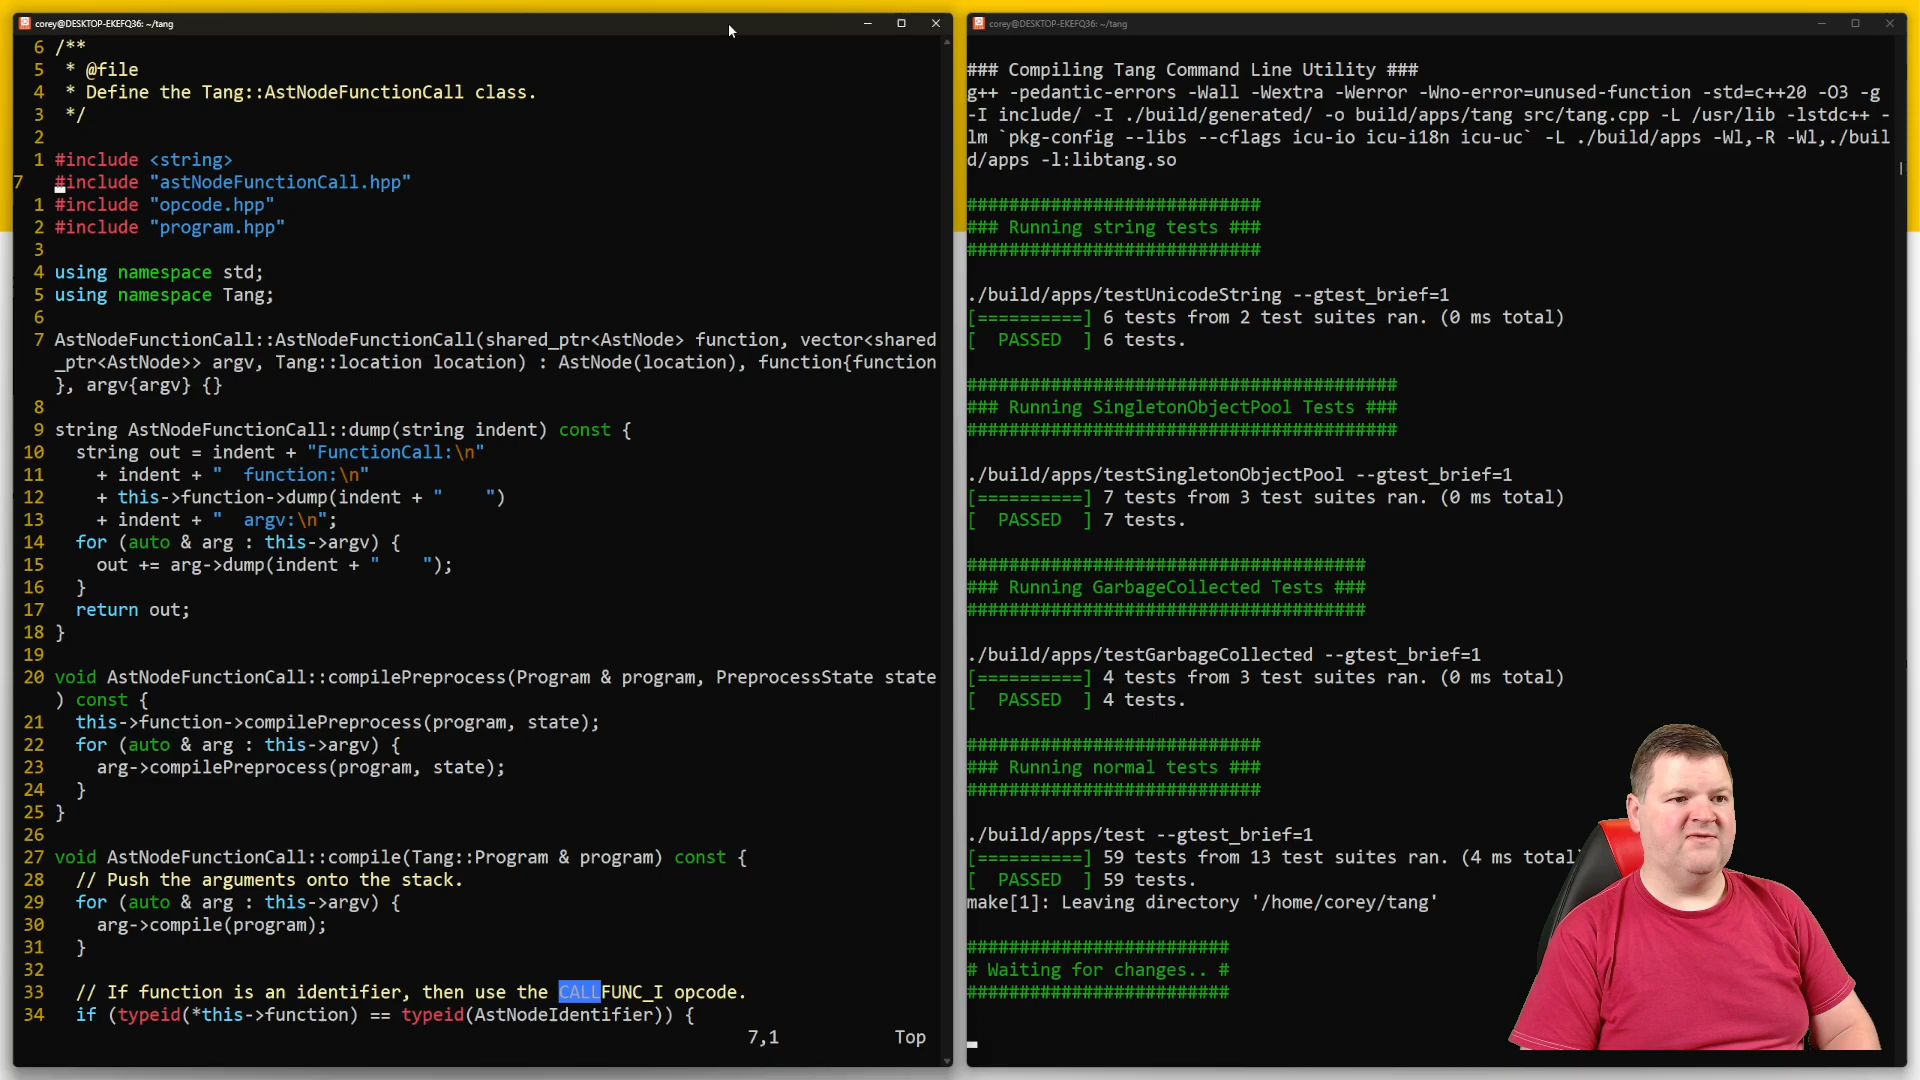 corey@DESKTOP-EKEFQ36: ~/tang
6 /**
5  * @file
4  * Define the Tang::AstNodeFunctionCall class.
3  */
2
1 #include <string>
7   #include "astNodeFunctionCall.hpp"
1 #include "opcode.hpp"
2 #include "program.hpp"
3
4 using namespace std;
5 using namespace Tang;
6
7 AstNodeFunctionCall::AstNodeFunctionCall(shared_ptr<AstNode> function, vector<shared
_ptr<AstNode>> argv, Tang::location location) : AstNode(location), function{function
}, argv{argv} {}
8
9 string AstNodeFunctionCall::dump(string indent) const {
10   string out = indent + "FunctionCall:\n"
11     + indent + "  function:\n"
12     + this->function->dump(indent + "    ")
13     + indent + "  argv:\n";
14   for (auto & arg : this->argv) {
15     out += arg->dump(indent + "    ");
16   }
17   return out;
18 }
19
20 void AstNodeFunctionCall::compilePreprocess(Program & program, PreprocessState state
) const {
21   this->function->compilePreprocess(program, state);
22   for (auto & arg : this->argv) {
23     arg->compilePreprocess(program, state);
24   }
25 }
26
27 void AstNodeFunctionCall::compile(Tang::Program & program) const {
28   // Push the arguments onto the stack.
29   for (auto & arg : this->argv) {
30     arg->compile(program);
31   }
32
33   // If function is an identifier, then use the CALLFUNC_I opcode.
34   if (typeid(*this->function) == typeid(AstNodeIdentifier)) {
7,1 Top
corey@DESKTOP-EKEFQ36: ~/tang
### Compiling Tang Command Line Utility ###
g++ -pedantic-errors -Wall -Wextra -Werror -Wno-error=unused-function -std=c++20 -O3 -g
-I include/ -I ./build/generated/ -o build/apps/tang src/tang.cpp -L /usr/lib -lstdc++ -
lm `pkg-config --libs --cflags icu-io icu-i18n icu-uc` -L ./build/apps -Wl,-R -Wl,./buil
d/apps -l:libtang.so
############################
### Running string tests ###
############################
./build/apps/testUnicodeString --gtest_brief=1
[==========] 6 tests from 2 test suites ran. (0 ms total)
[  PASSED  ] 6 tests.
#########################################
### Running SingletonObjectPool Tests ###
#########################################
./build/apps/testSingletonObjectPool --gtest_brief=1
[==========] 7 tests from 3 test suites ran. (0 ms total)
[  PASSED  ] 7 tests.
######################################
### Running GarbageCollected Tests ###
######################################
./build/apps/testGarbageCollected --gtest_brief=1
[==========] 4 tests from 3 test suites ran. (0 ms total)
[  PASSED  ] 4 tests.
############################
### Running normal tests ###
############################
./build/apps/test --gtest_brief=1
[==========] 59 tests from 13 test suites ran. (4 ms total)
[  PASSED  ] 59 tests.
make[1]: Leaving directory '/home/corey/tang'
#########################
# Waiting for changes.. #
#########################